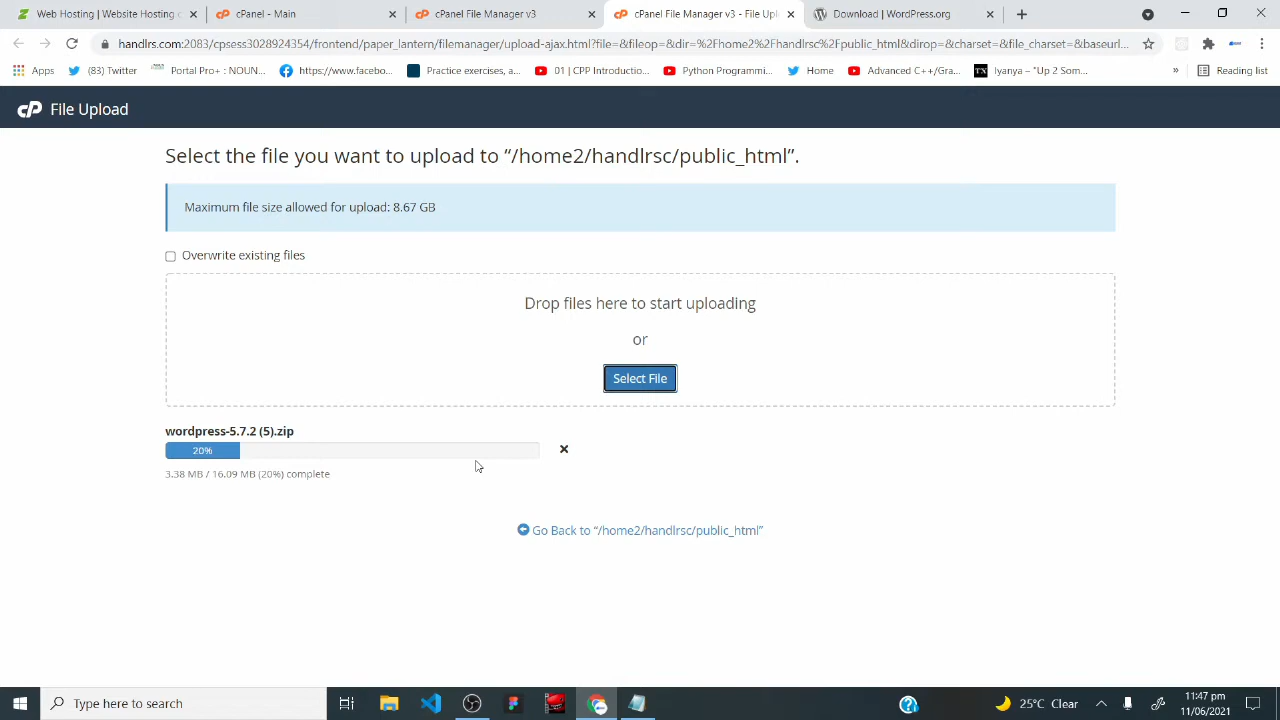 Web Hosting | Website Hosting c
cPanel - Main
cPanel File Manager v3
cPanel File Manager v3 - File Upl
Download | WordPress.org
handlrs.com:2083/cpsess3028924354/frontend/paper_lantern/filemanager/upload-ajax.html?file=&fileop=&dir=%2Fhome2%2Fhandlrsc%2Fpublic_html&dirop=&charset=&file_charset=&baseurl...
Apps
(83) Twitter
Portal Pro+ : NOUN...
https://www.facebo...
Practice exercises, a...
01 | CPP Introductio...
Python Programmi...
Home
Advanced C++/Gra...
TX
Iyanya – "Up 2 Som...
»
Reading list
cP File Upload
Select the file you want to upload to “/home2/handlrsc/public_html”.
Maximum file size allowed for upload: 8.67 GB
Overwrite existing files
Drop files here to start uploading
or
Select File
wordpress-5.7.2 (5).zip
20%
3.38 MB / 16.09 MB (20%) complete
Go Back to “/home2/handlrsc/public_html”
Type here to search
25°C Clear
11:47 pm
11/06/2021